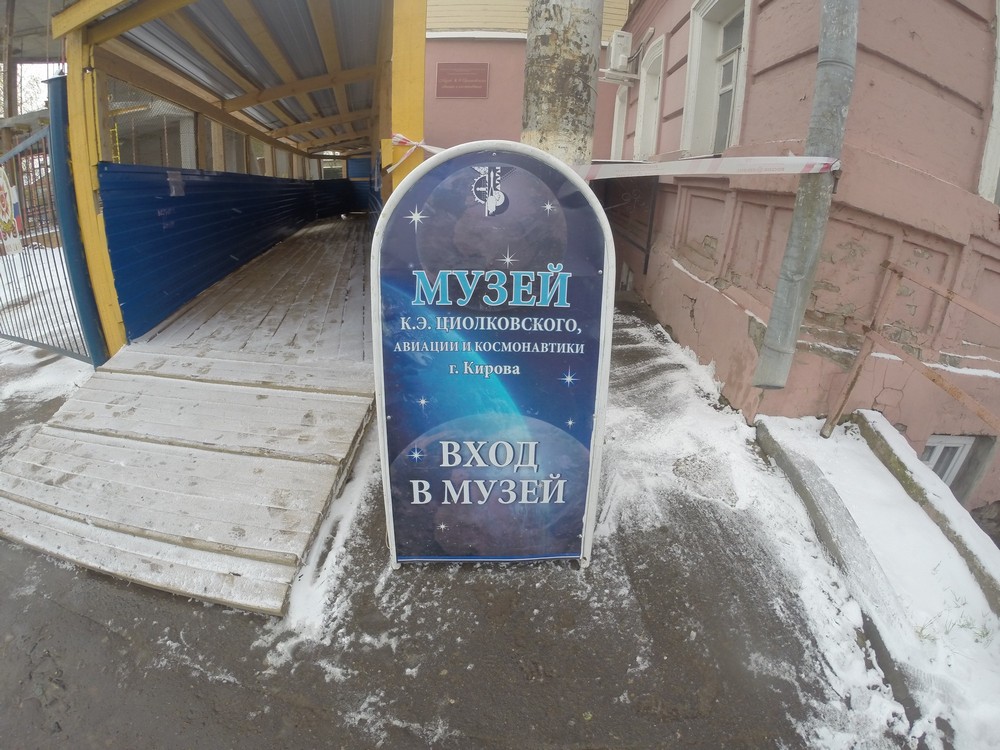 МУЗЕЙ
К.Э. ЦИОЛКОВСКОГО,
АВИАЦИИ И КОСМОНАВТИКИ
г. Кирова
ВХОД
В МУЗЕЙ